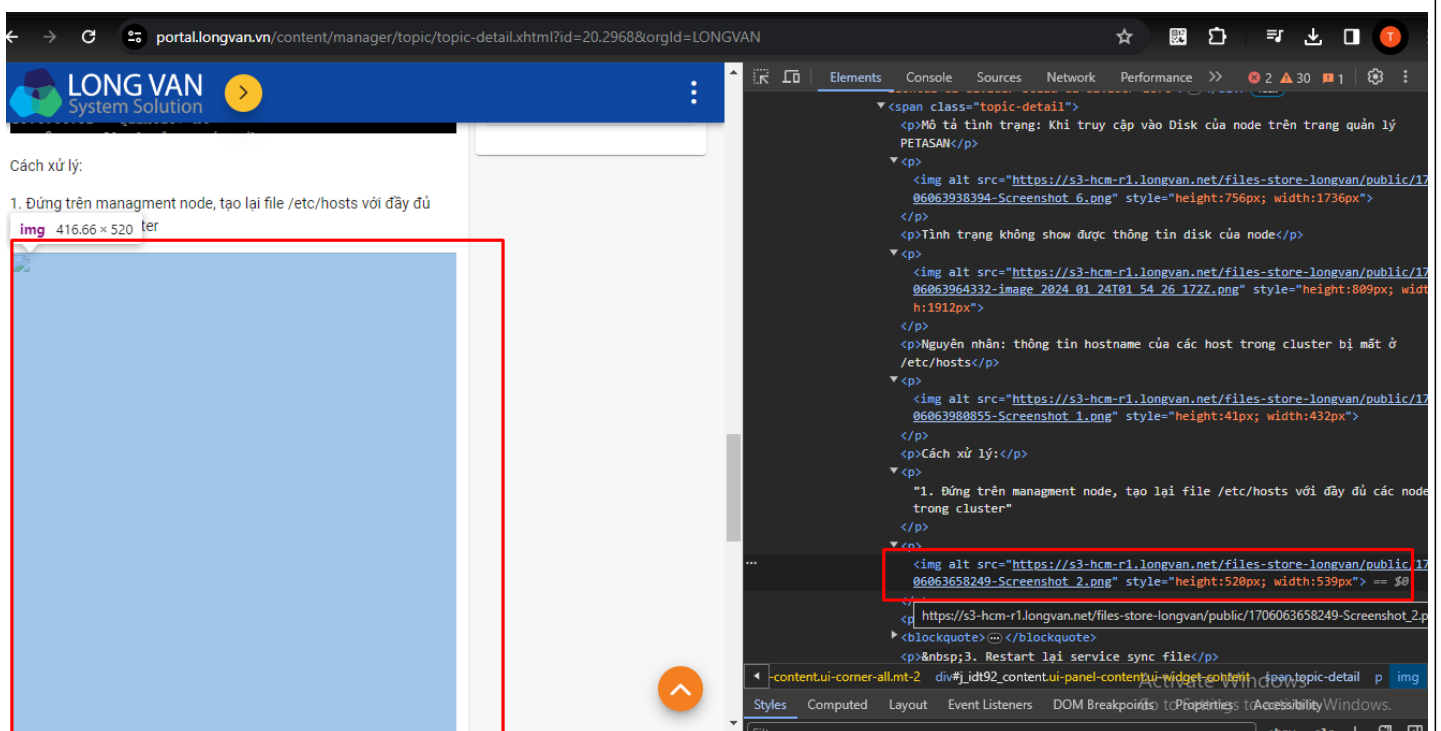 portal.longvan.vn/content/manager/topic/topic-detail.xhtml?id=20.2968&orgId=LONGVAN
T
LONG VAN
System Solution
Cách xử lý:
1. Đứng trên managment node, tạo lại file /etc/hosts với đầy đủ
ter
img 416.66 × 520
Elements Console Sources Network Performance 2 30 1
<span class="topic-detail">
<p>Mô tả tình trạng: Khi truy cập vào Disk của node trên trang quản lý
PETASAN</p>
<p>
<img alt src="https://s3-hcm-r1.longvan.net/files-store-longvan/public/17
06063938394-Screenshot_6.png" style="height:756px; width:1736px">
</p>
<p>Tình trạng không show được thông tin disk của node</p>
<p>
<img alt src="https://s3-hcm-r1.longvan.net/files-store-longvan/public/17
06063964332-image_2024_01_24T01_54_26_172Z.png" style="height:809px; widt
h:1912px">
</p>
<p>Nguyên nhân: thông tin hostname của các host trong cluster bị mất ở
/etc/hosts</p>
<p>
<img alt src="https://s3-hcm-r1.longvan.net/files-store-longvan/public/17
06063980855-Screenshot_1.png" style="height:41px; width:432px">
</p>
<p>Cách xử lý:</p>
<p>
"1. Đứng trên managment node, tạo lại file /etc/hosts với đầy đủ các node
trong cluster"
</p>
<p>
<img alt src="https://s3-hcm-r1.longvan.net/files-store-longvan/public/17
06063658249-Screenshot_2.png" style="height:520px; width:539px"> == $0
https://s3-hcm-r1.longvan.net/files-store-longvan/public/1706063658249-Screenshot_2.p
<blockquote>…</blockquote>
<p>&nbsp;3. Restart lại service sync file</p>
-content.ui-corner-all.mt-2 div#j_idt92_content.ui-panel-content.ui-widget-content span.topic-detail p img
Activate Windows
Styles Computed Layout Event Listeners DOM Breakpoints Properties Accessibility
Go to Settings to activate Windows.